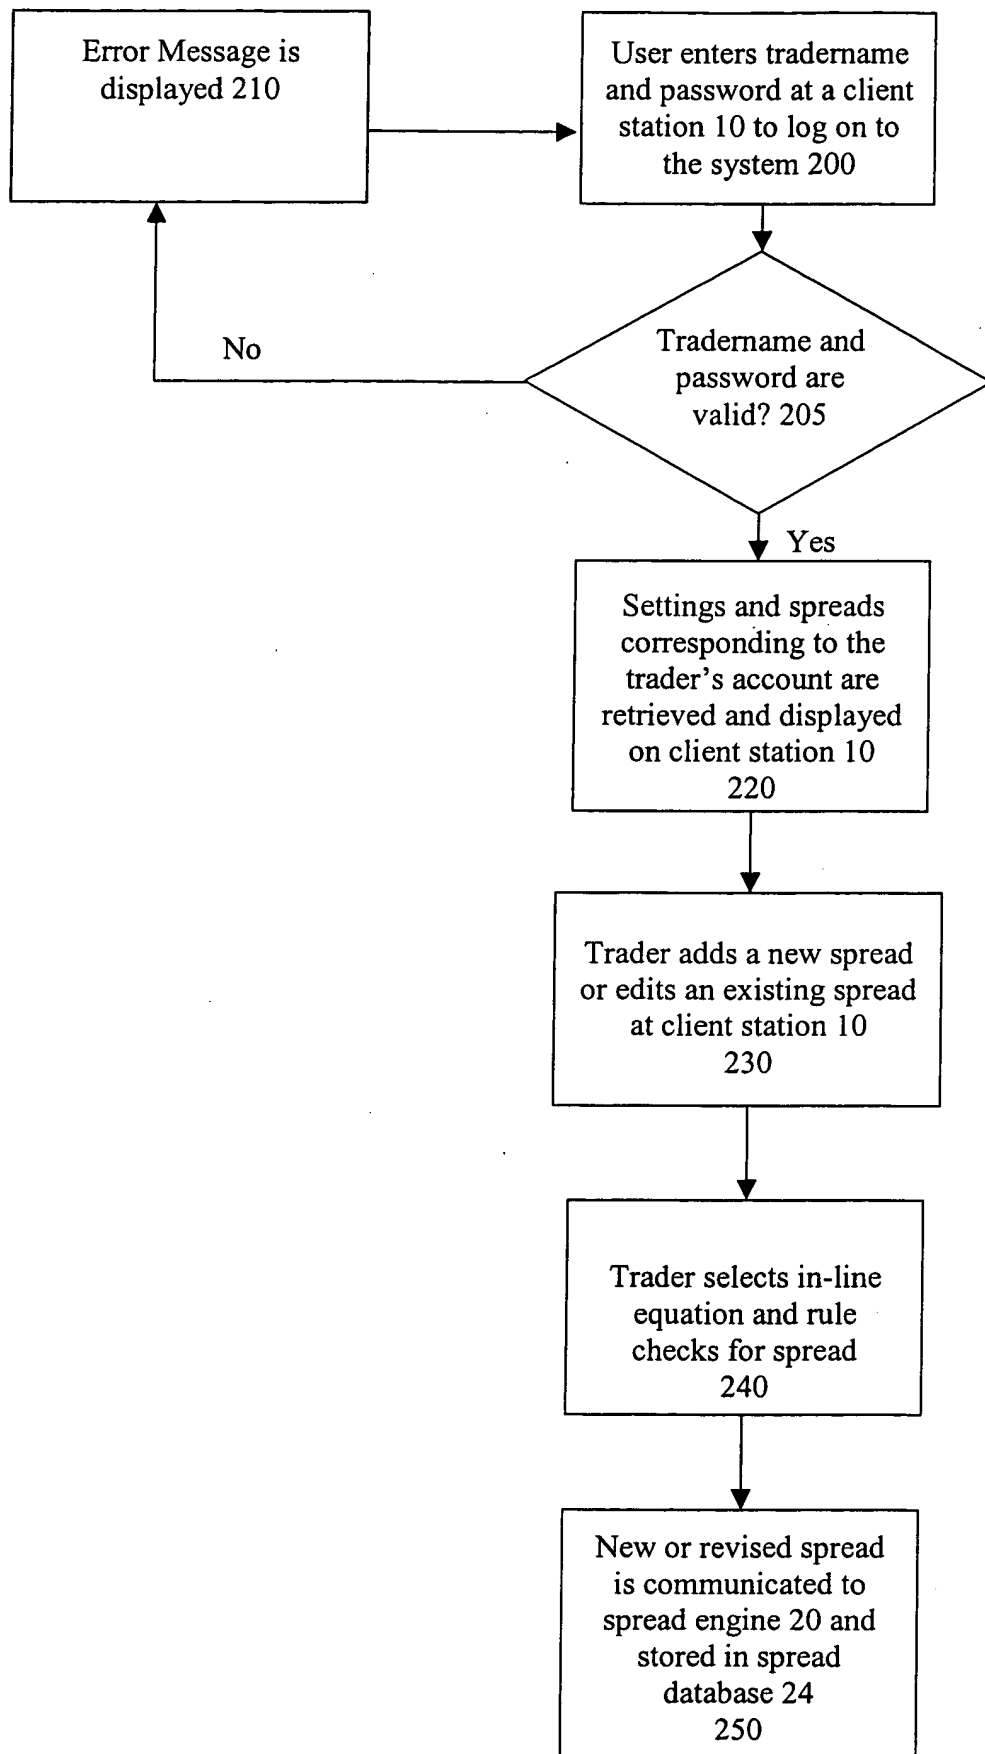 Error Message is
displayed 210
User enters tradername
and password at a client
station 10 to log on to
the system 200
No
Tradername and
password are
valid? 205
Yes
Settings and spreads
corresponding to the
trader's account are
retrieved and displayed
on client station 10
220
Trader adds a new spread
or edits an existing spread
at client station 10
230
Trader selects in-line
equation and rule
checks for spread
240
New or revised spread
is communicated to
spread engine 20 and
stored in spread
database 24
250